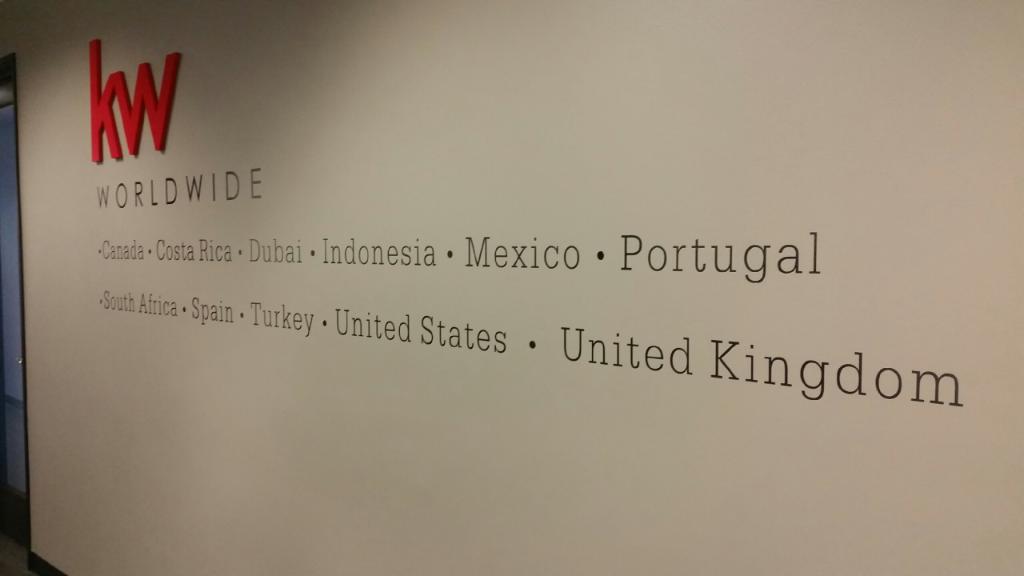 kw
WORLDWIDE
·Canada · Costa Rica · Dubai · Indonesia · Mexico · Portugal
·South Africa · Spain · Turkey · United States · United Kingdom